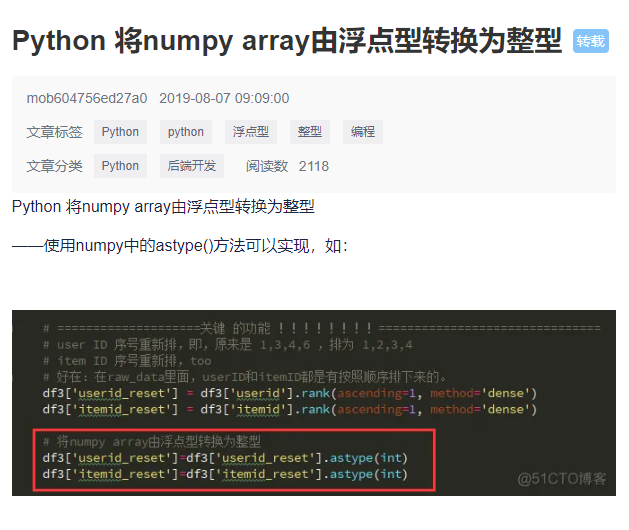 Python 将numpy array由浮点型转换为整型 转载
mob604756ed27a0 2019-08-07 09:09:00
文章标签 Python python 浮点型 整型 编程
文章分类 Python 后端开发 阅读数 2118
Python 将numpy array由浮点型转换为整型
——使用numpy中的astype()方法可以实现，如：
# ====================关键 的功能 ！！！！！！！！===============================
# user ID 序号重新排，即，原来是 1,3,4,6 ，排为 1,2,3,4
# item ID 序号重新排，too
# 好在：在raw_data里面，userID和itemID都是有按照顺序排下来的。
df3['userid_reset'] = df3['userid'].rank(ascending=1, method='dense')
df3['itemid_reset'] = df3['itemid'].rank(ascending=1, method='dense')
# 将numpy array由浮点型转换为整型
df3['userid_reset']=df3['userid_reset'].astype(int)
df3['itemid_reset']=df3['itemid_reset'].astype(int)
@51CTO博客